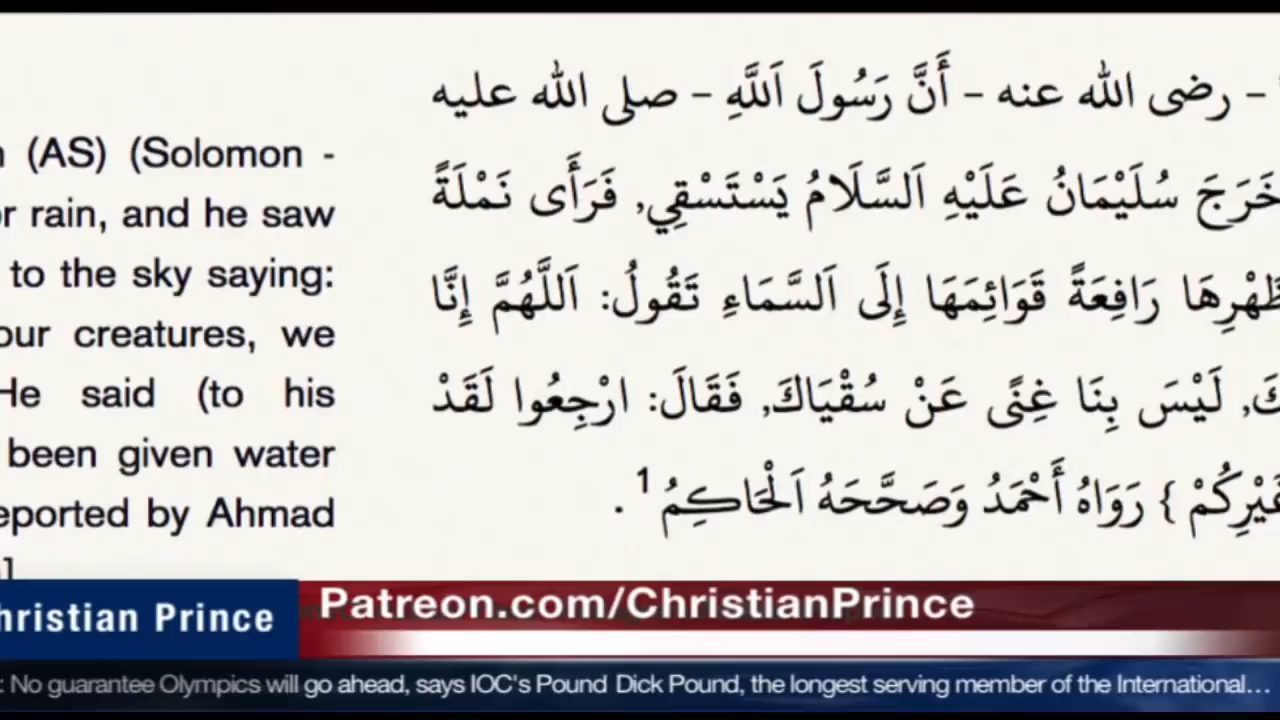 (AS) (Solomon -
rain, and he saw
to the sky saying:
our creatures, we
He said (to his
been given water
reported by Ahmad
- رضى الله عنه - أَنَّ رَسُولَ اَللَّهِ - صلى الله عليه
خَرَجَ سُلَيْمَانُ عَلَيْهِ اَلسَّلَامُ يَسْتَسْقِي, فَرَأَى نَمْلَةً
ظَهْرِهَا رَافِعَةً قَوَائِمَهَا إِلَى اَلسَّمَاءِ تَقُولُ: اَللَّهُمَّ إِنَّا
لَيْسَ بِنَا غِنًى عَنْ سُقْيَاكَ, فَقَالَ: ارْجِعُوا لَقَدْ
غَيْرِكُمْ } رَوَاهُ أَحْمَدُ وَصَحَّحَهُ اَلْحَاكِمُ 1 .
Christian Prince
Patreon.com/ChristianPrince
: No guarantee Olympics will go ahead, says IOC's Pound Dick Pound, the longest serving member of the International...